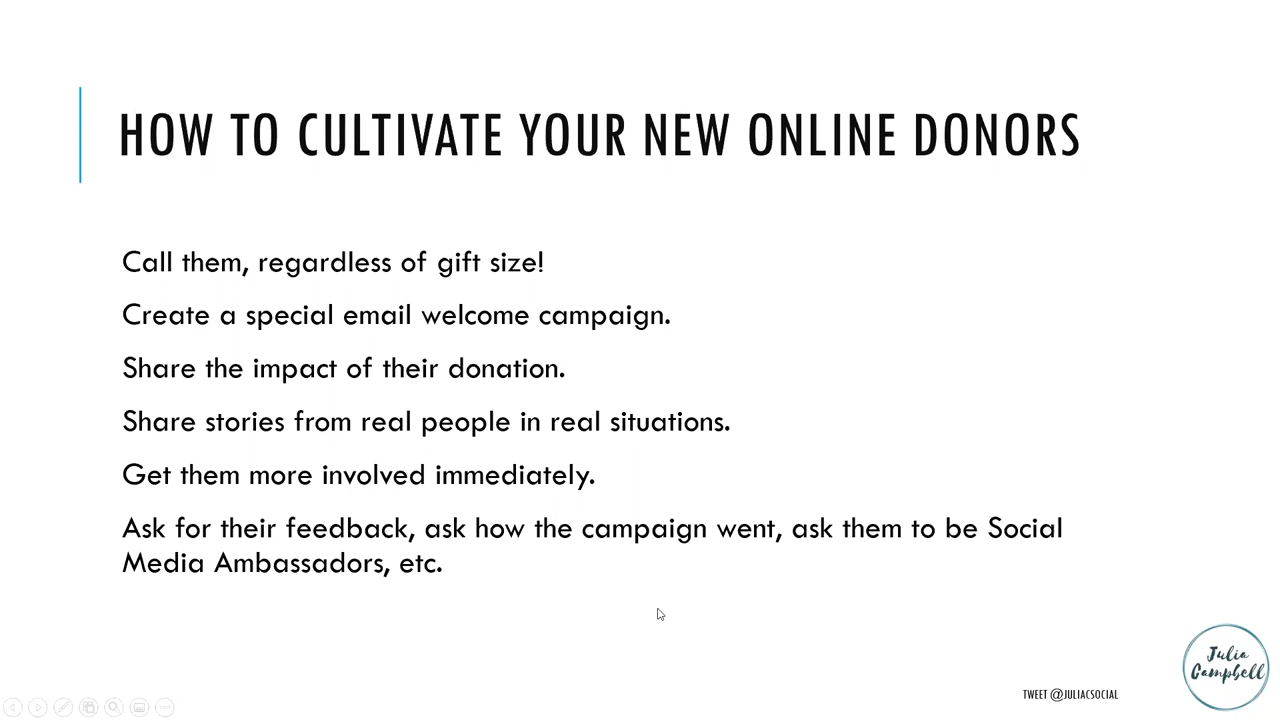 HOW TO CULTIVATE YOUR NEW ONLINE DONORS
Call them, regardless of gift size!
Create a special email welcome campaign.
Share the impact of their donation.
Share stories from real people in real situations.
Get them more involved immediately.
Ask for their feedback, ask how the campaign went, ask them to be Social
Media Ambassadors, etc.
TWEET @JULIACSOCIAL
Julia
Campbell